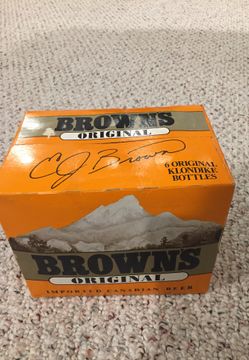 BROWNS
ORIGINAL
CJ Brown
6 ORIGINAL
KLONDIKE
BOTTLES
BROWNS
ORIGINAL
IMPORTED CANADIAN BEER